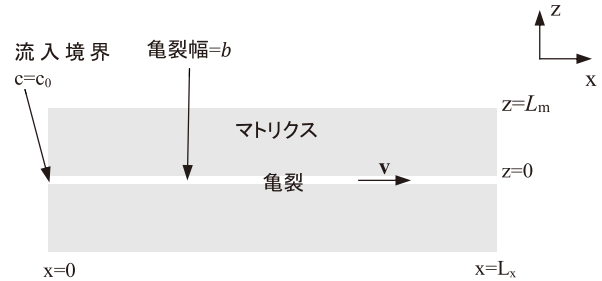 z
x
流入境界
c=c₀
亀裂幅=b
z=Lₘ
マトリクス
v
z=0
亀裂
x=0
x=Lₓ